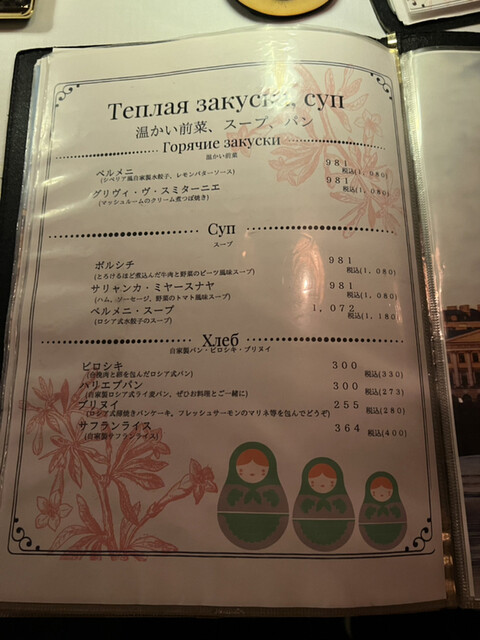 Теплая закуска, суп
温かい前菜、スープ、パン
Горячие закуски
温かい前菜
ペルメニ 981
(シベリア風自家製水餃子、レモンバターソース) 税込(1,080)
グリヴィ・ヴ・スミターニエ 981
(マッシュルームのクリーム煮つぼ焼き) 税込(1,080)
Суп
スープ
ボルシチ 981
(とろけるほど煮込んだ牛肉と野菜のビーツ風味スープ) 税込(1,080)
サリャンカ・ミヤースナヤ 981
(ハム、ソーセージ、野菜のトマト風味スープ) 税込(1,080)
ペルメニ・スープ 1,072
(ロシア式水餃子のスープ) 税込(1,180)
Хлеб
自家製パン・ピロシキ・ブリヌイ
ピロシキ 300
(合挽肉と卵を包んだロシア式パン) 税込(330)
ハリエブパン 300
(自家製ロシア式ライ麦パン、ぜひお料理とご一緒に) 税込(273)
ブリヌイ 255
(ロシア式薄焼きパンケーキ。フレッシュサーモンのマリネ等を包んでどうぞ) 税込(280)
サフランライス 364
(自家製サフランライス) 税込(400)